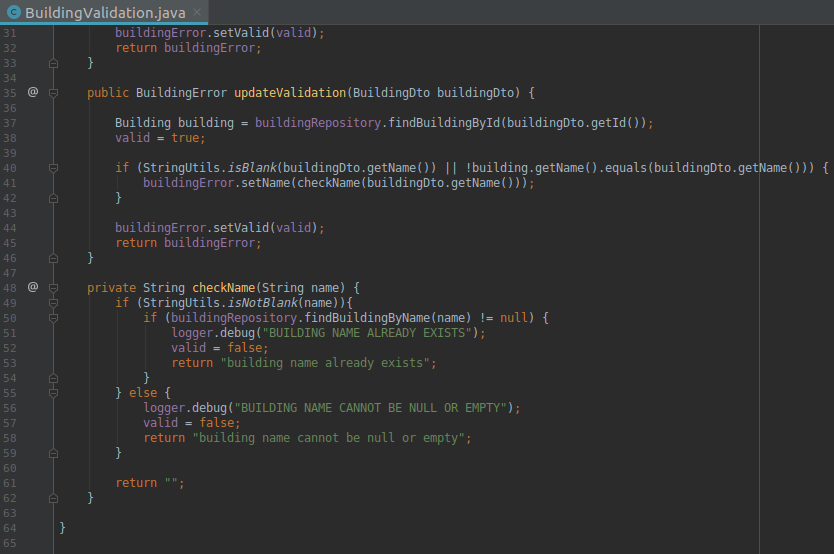 BuildingValidation.java
31 buildingError.setValid(valid);
32 return buildingError;
33 }
34
35 @ public BuildingError updateValidation(BuildingDto buildingDto) {
36
37 Building building = buildingRepository.findBuildingById(buildingDto.getId());
38 valid = true;
39
40 if (StringUtils.isBlank(buildingDto.getName()) || !building.getName().equals(buildingDto.getName())) {
41 buildingError.setName(checkName(buildingDto.getName()));
42 }
43
44 buildingError.setValid(valid);
45 return buildingError;
46 }
47
48 @ private String checkName(String name) {
49 if (StringUtils.isNotBlank(name)){
50 if (buildingRepository.findBuildingByName(name) != null) {
51 logger.debug("BUILDING NAME ALREADY EXISTS");
52 valid = false;
53 return "building name already exists";
54 }
55 } else {
56 logger.debug("BUILDING NAME CANNOT BE NULL OR EMPTY");
57 valid = false;
58 return "building name cannot be null or empty";
59 }
60
61 return "";
62 }
63
64 }
65